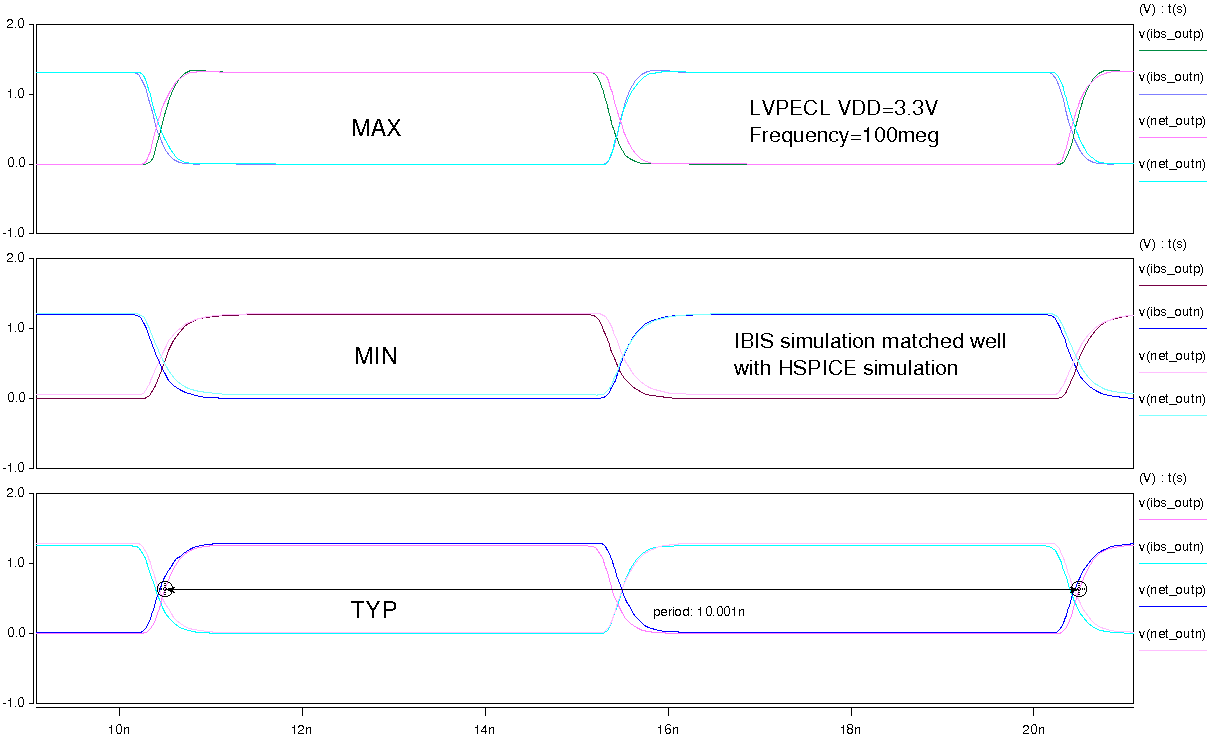 (V) : t(s)
2.0
v(ibs_outp)
v(ibs_outn)
1.0
LVPECL VDD=3.3V
MAX
v(net_outp)
Frequency=100meg
0.0
v(net_outn)
-1.0
(V) : t(s)
2.0
v(ibs_outp)
v(ibs_outn)
1.0
IBIS simulation matched well
MIN
v(net_outp)
with HSPICE simulation
0.0
v(net_outn)
-1.0
(V) : t(s)
2.0
v(ibs_outp)
v(ibs_outn)
1.0
v(net_outp)
TYP
period: 10.001n
0.0
v(net_outn)
-1.0
10n 12n 14n 16n 18n 20n